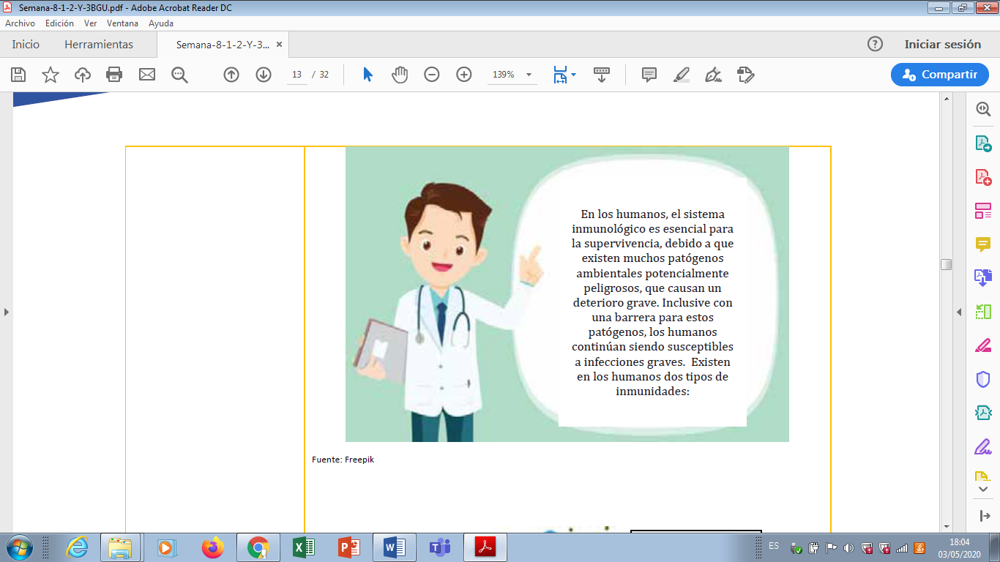 Semana-8-1-2-Y-3BGU.pdf - Adobe Acrobat Reader DC
Archivo Edición Ver Ventana Ayuda
Inicio Herramientas Semana-8-1-2-Y-3... Iniciar sesión
13 / 32 139% Compartir
En los humanos, el sistema
inmunológico es esencial para
la supervivencia, debido a que
existen muchos patógenos
ambientales potencialmente
peligrosos, que causan un
deterioro grave. Inclusive con
una barrera para estos
patógenos, los humanos
continúan siendo susceptibles
a infecciones graves. Existen
en los humanos dos tipos de
inmunidades:
Fuente: Freepik
ES 18:04
03/05/2020